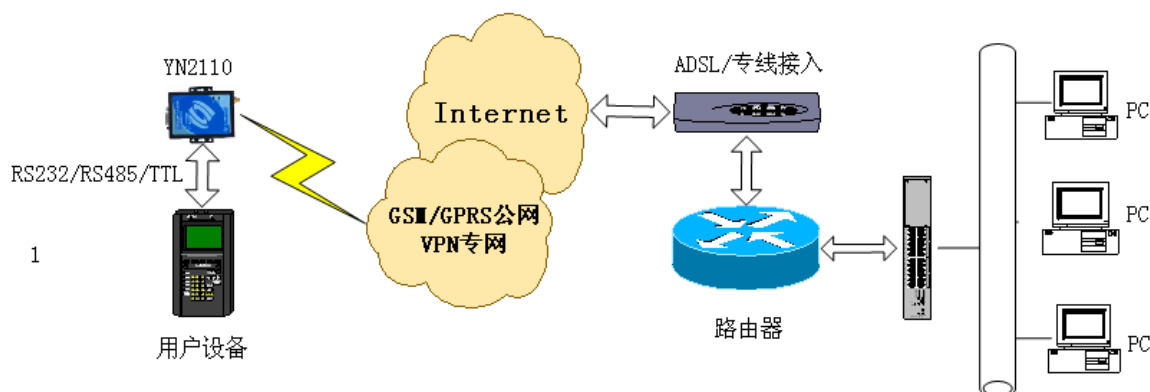 YN2110
RS232/RS485/TTL
1
用户设备
Internet
GSM/GPRS公网
VPN专网
ADSL/专线接入
路由器
PC
PC
PC